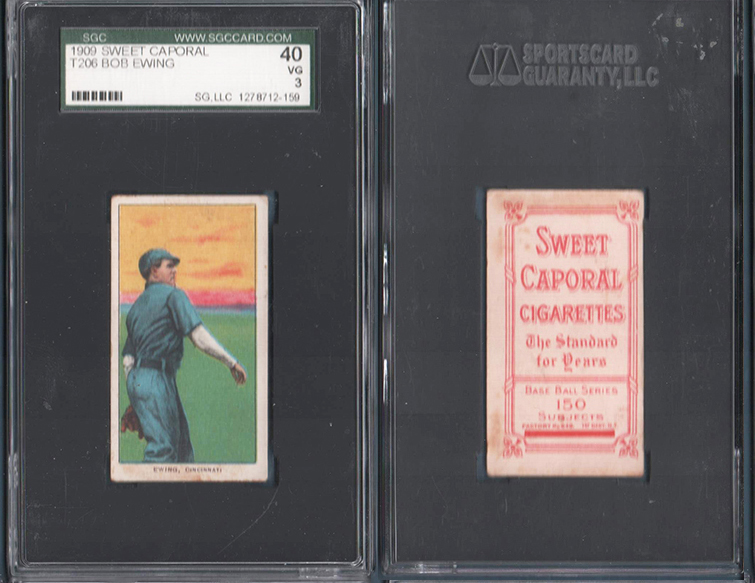 SGC WWW.SGCCARD.COM
1909 SWEET CAPORAL 40
T206 BOB EWING VG
3
SG, LLC 1278712-159
EWING, CINCINNATI
SPORTSCARD
GUARANTY, LLC
SWEET
CAPORAL
CIGARETTES
The Standard
for Years
BASE BALL SERIES
150
SUBJECTS